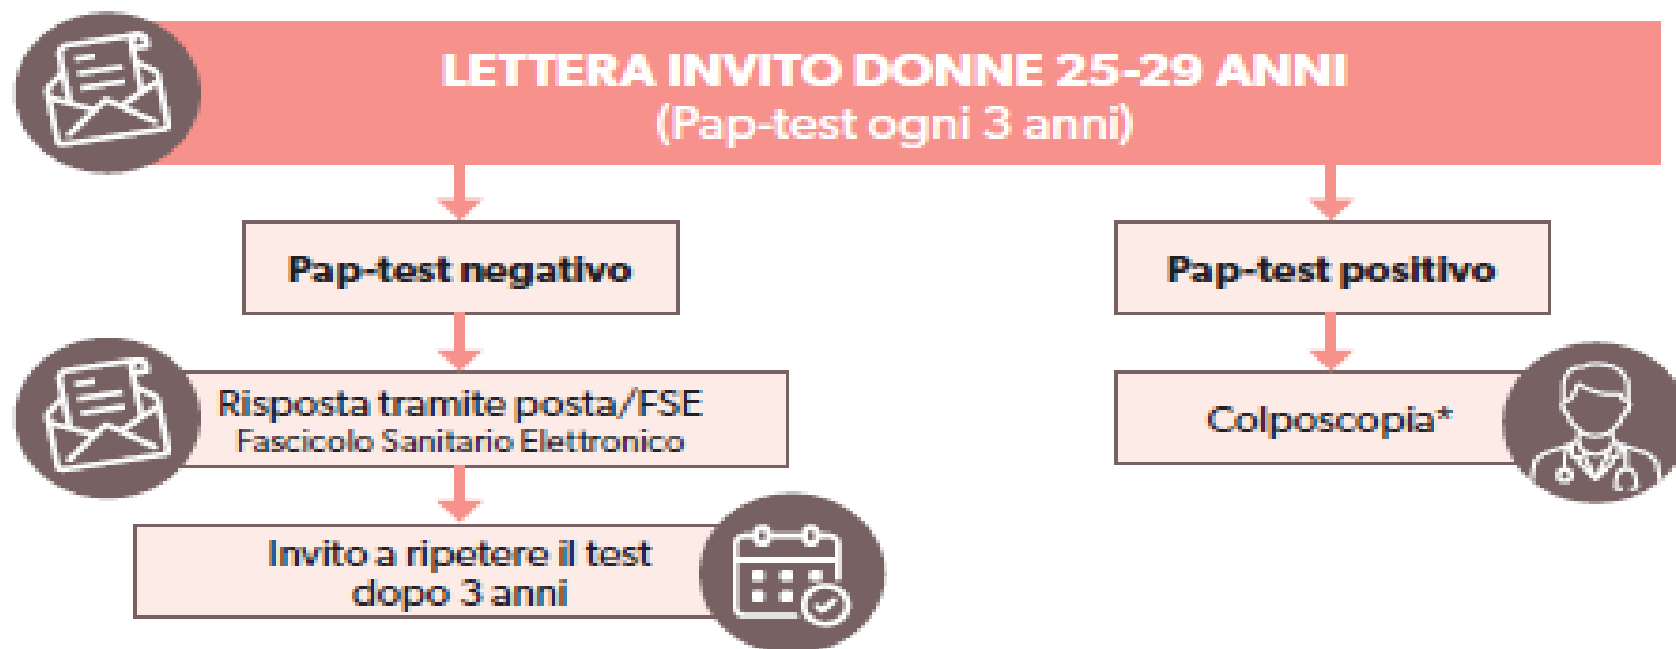 LETTERA INVITO DONNE 25-29 ANNI
(Pap-test ogni 3 anni)
Pap-test negativo
Pap-test positivo
Risposta tramite posta/FSE
Fascicolo Sanitario Elettronico
Colposcopia*
Invito a ripetere il test
dopo 3 anni